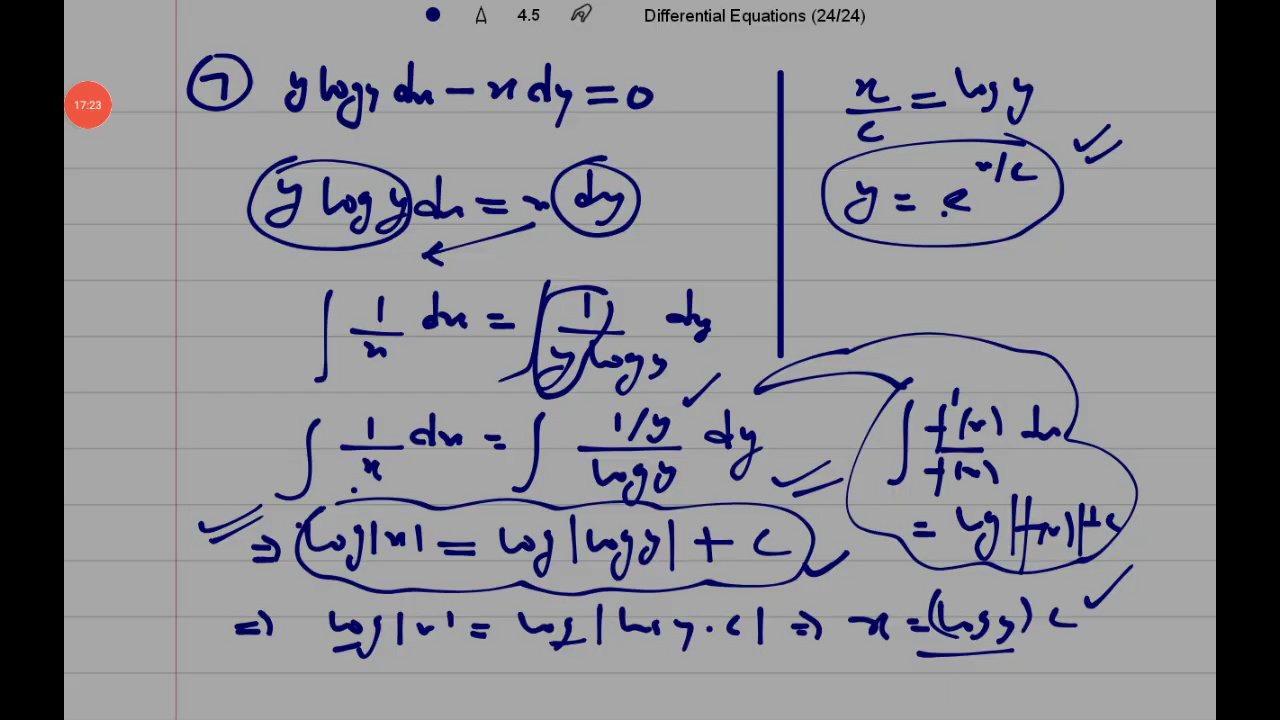 4.5 Differential Equations (24/24)
17:23
⑦ y log y dx − x dy = 0
y log y dx = x dy
∫ 1/x dx = ∫ 1/(y log y) dy
∫ 1/x dx = ∫ (1/y)/(log y) dy
⇒ log|x| = log|log y| + c
⇒ log|x| = log|log y · c| ⇒ x = (log y) c
x/c = log y
y = e^(x/c)
∫ f'(x)/f(x) dx
= log|f(x)| + c